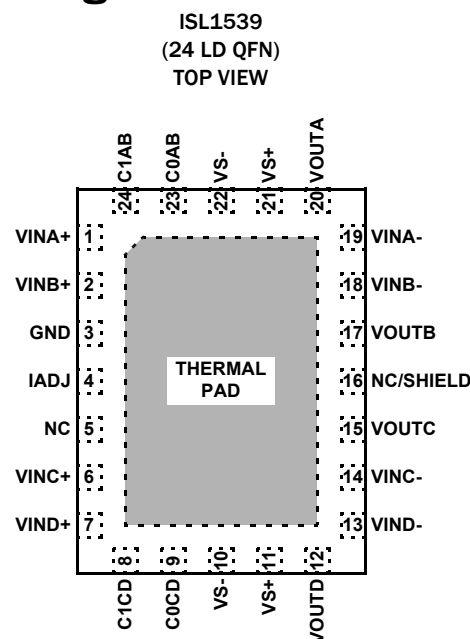 ISL1539
(24 LD QFN)
TOP VIEW
24 C1AB
23 C0AB
22 VS-
21 VS+
20 VOUTA
VINA+ 1
VINB+ 2
GND 3
IADJ 4
NC 5
VINC+ 6
VIND+ 7
THERMAL
PAD
19 VINA-
18 VINB-
17 VOUTB
16 NC/SHIELD
15 VOUTC
14 VINC-
13 VIND-
C1CD 8
C0CD 9
VS- 10
VS+ 11
VOUTD 12